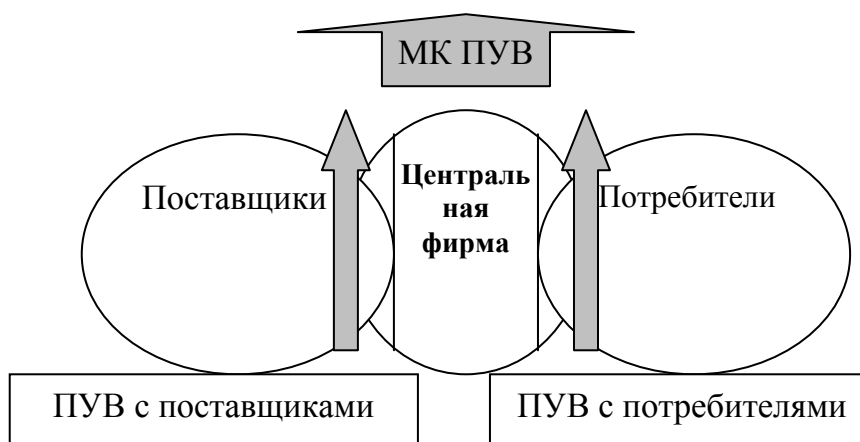 МК ПУВ
Поставщики
Централь
ная
фирма
Потребители
ПУВ с поставщиками
ПУВ с потребителями